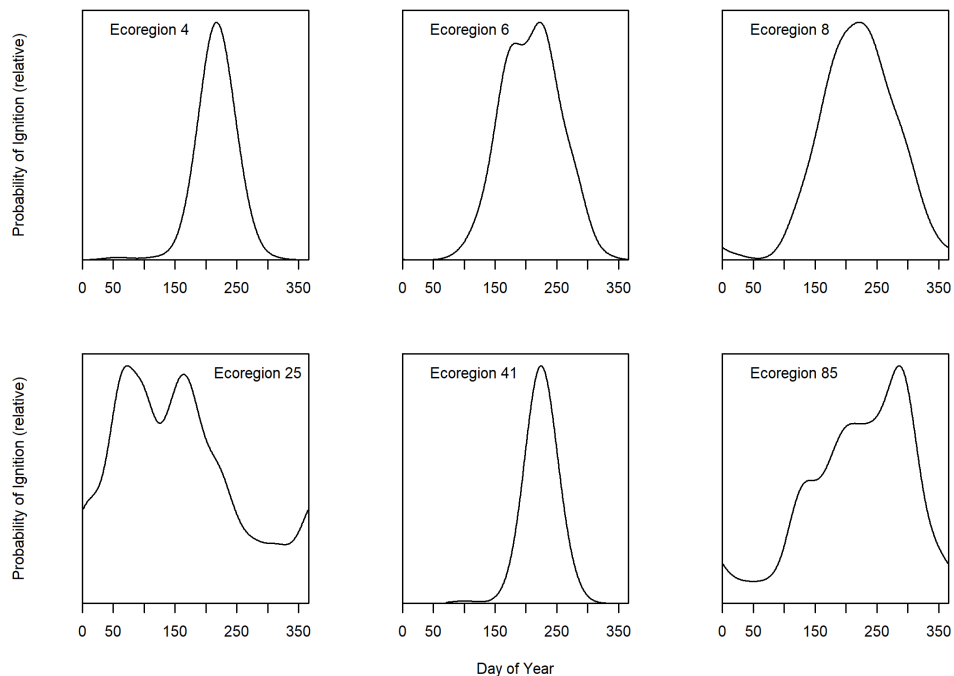 Ecoregion 4
Ecoregion 6
Ecoregion 8
Probability of Ignition (relative)
0 50 150 250 350
0 50 150 250 350
0 50 150 250 350
Ecoregion 25
Ecoregion 41
Ecoregion 85
Probability of Ignition (relative)
0 50 150 250 350
0 50 150 250 350
0 50 150 250 350
Day of Year